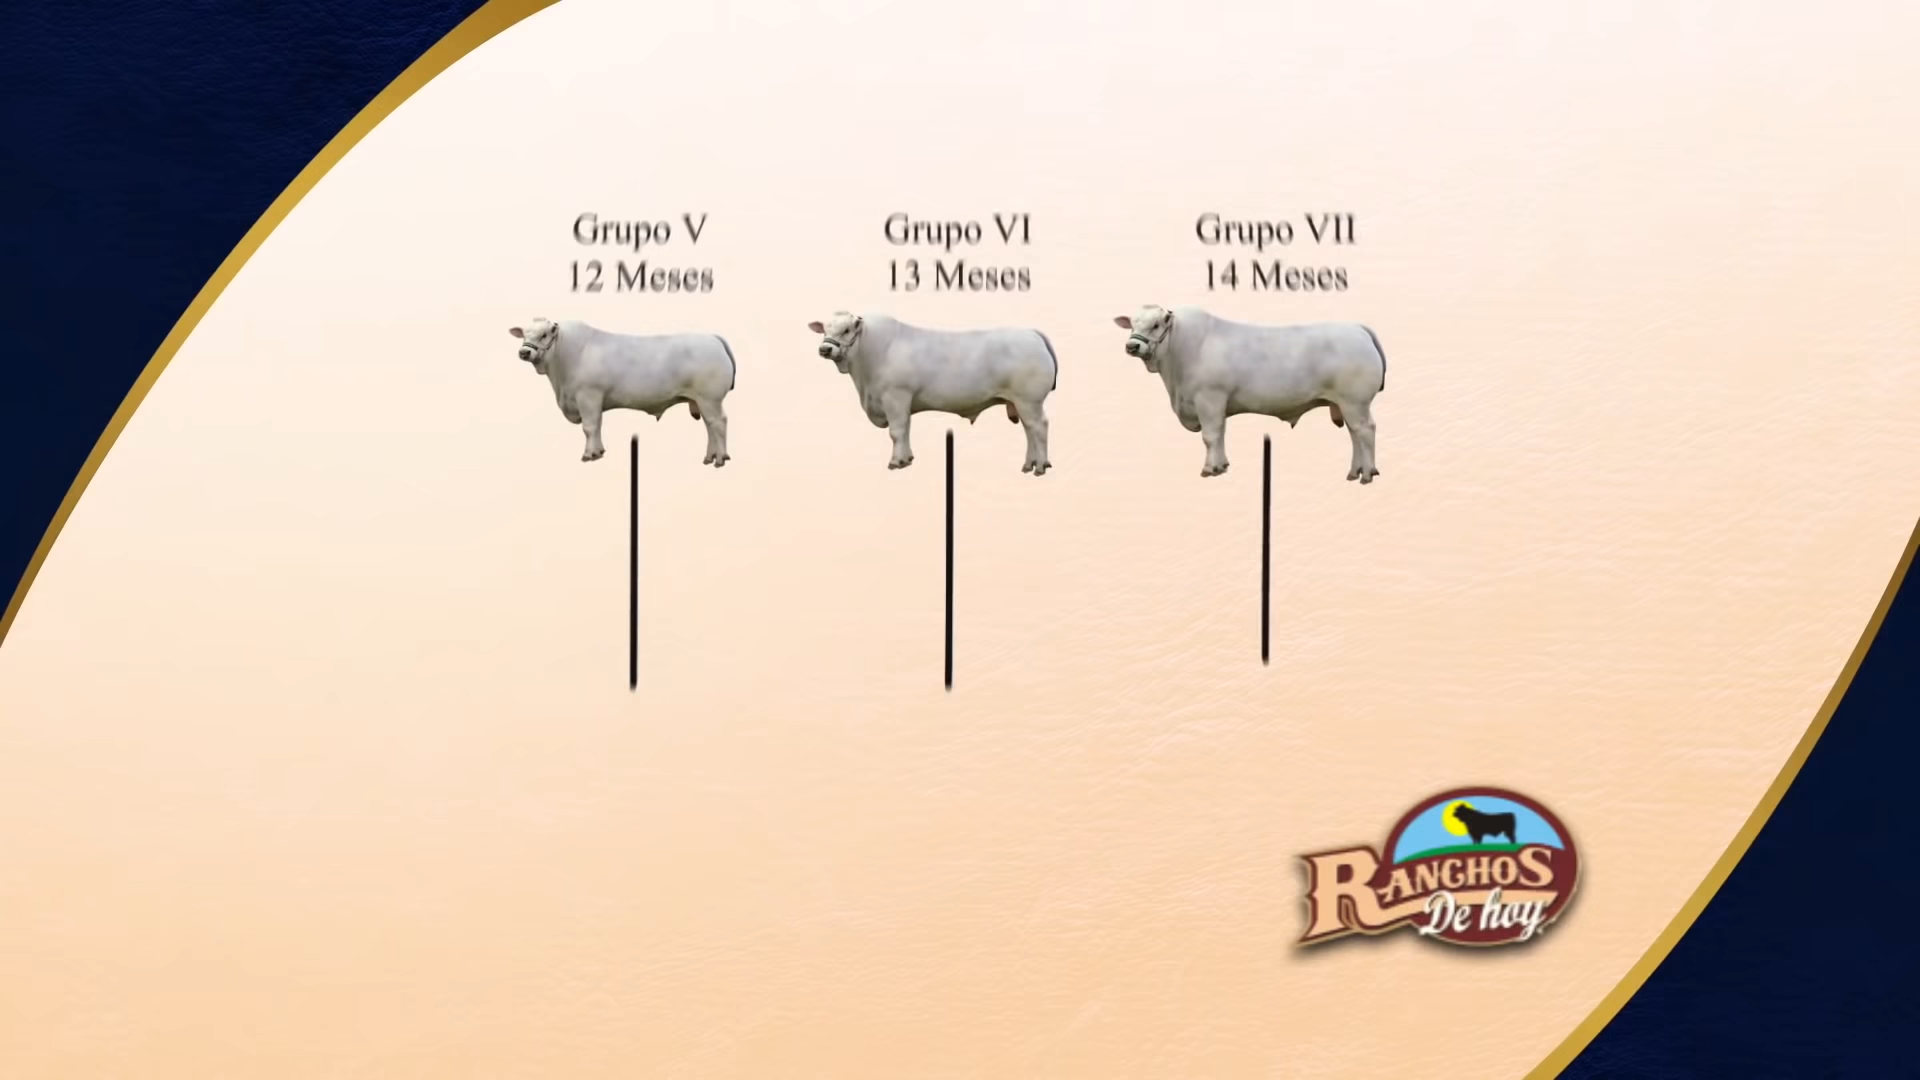 Grupo V
12 Meses
Grupo VI
13 Meses
Grupo VII
14 Meses
RANCHOS
De hoy